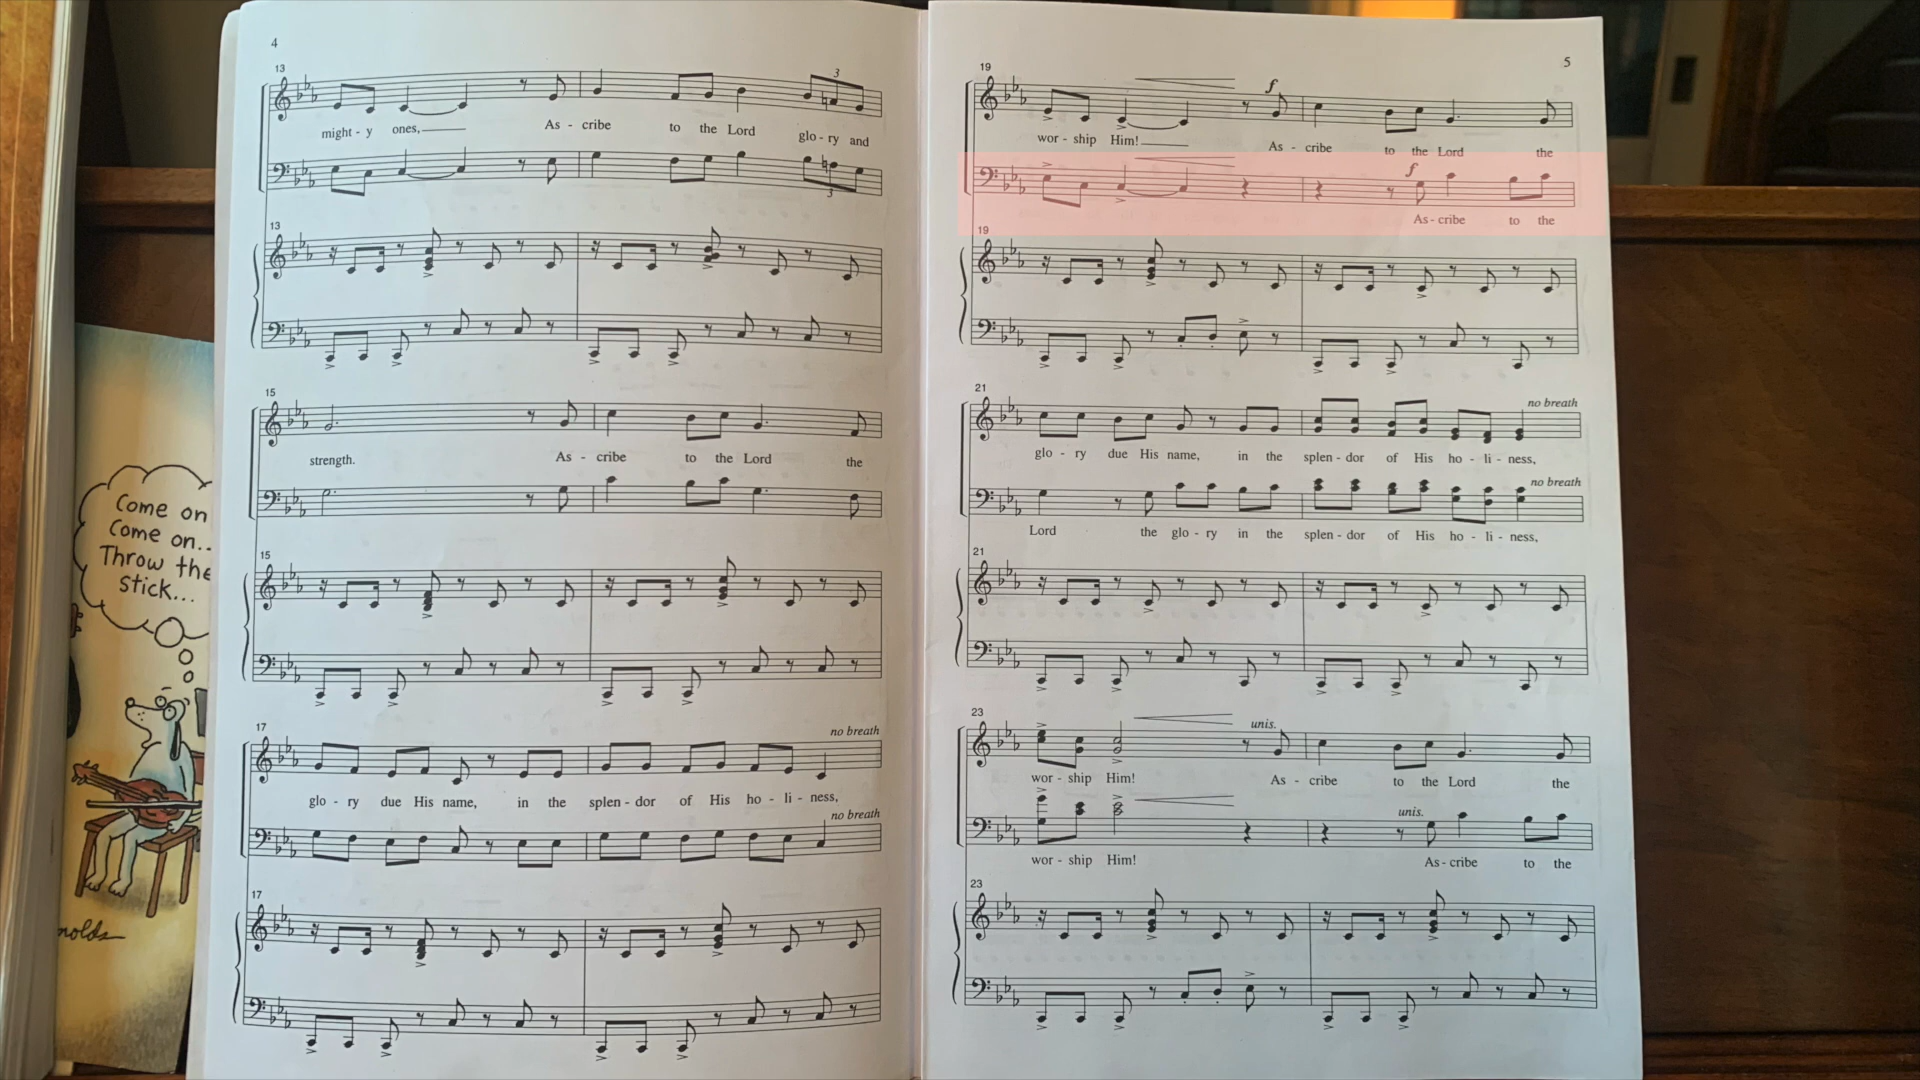 4
13
3
might - y ones, As - cribe to the Lord glo - ry and
3
13
15
strength. As - cribe to the Lord the
15
17
no breath
glo - ry due His name, in the splen - dor of His ho - li - ness,
no breath
17
5
19
f
wor - ship Him! As - cribe to the Lord the
f
As - cribe to the
19
21
no breath
glo - ry due His name, in the splen - dor of His ho - li - ness,
no breath
Lord the glo - ry in the splen - dor of His ho - li - ness,
21
23
unis.
wor - ship Him! As - cribe to the Lord the
unis.
wor - ship Him! As - cribe to the
23
Come on
Come on..
Throw the
stick...
nolds